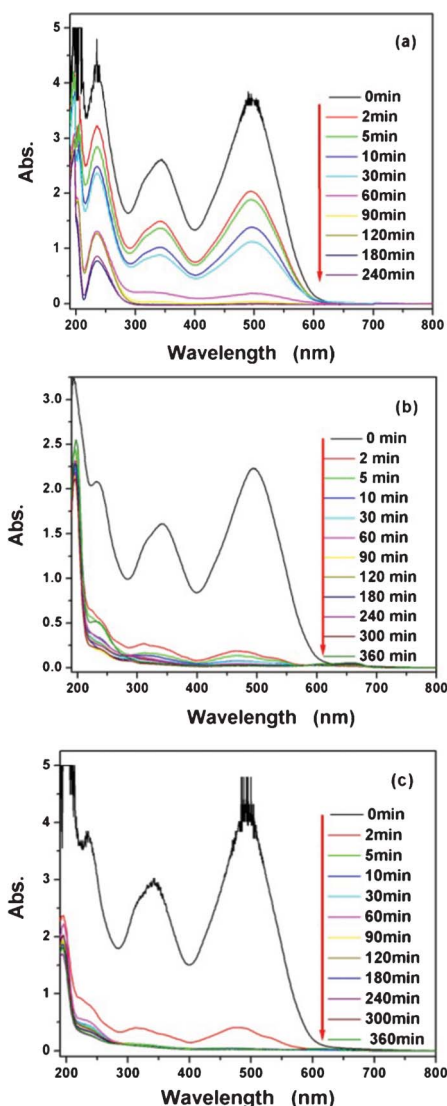 (a)
5
4
3
2
1
0
Abs.
0min
2min
5min
10min
30min
60min
90min
120min
180min
240min
200 300 400 500 600 700 800
Wavelength (nm)
(b)
3.0
2.5
2.0
1.5
1.0
0.5
0.0
Abs.
0 min
2 min
5 min
10 min
30 min
60 min
90 min
120 min
180 min
240 min
300 min
360 min
200 300 400 500 600 700 800
Wavelength (nm)
(c)
5
4
3
2
1
0
Abs.
0min
2min
5min
10min
30min
60min
90min
120min
180min
240min
300min
360min
200 300 400 500 600 700 800
Wavelength (nm)